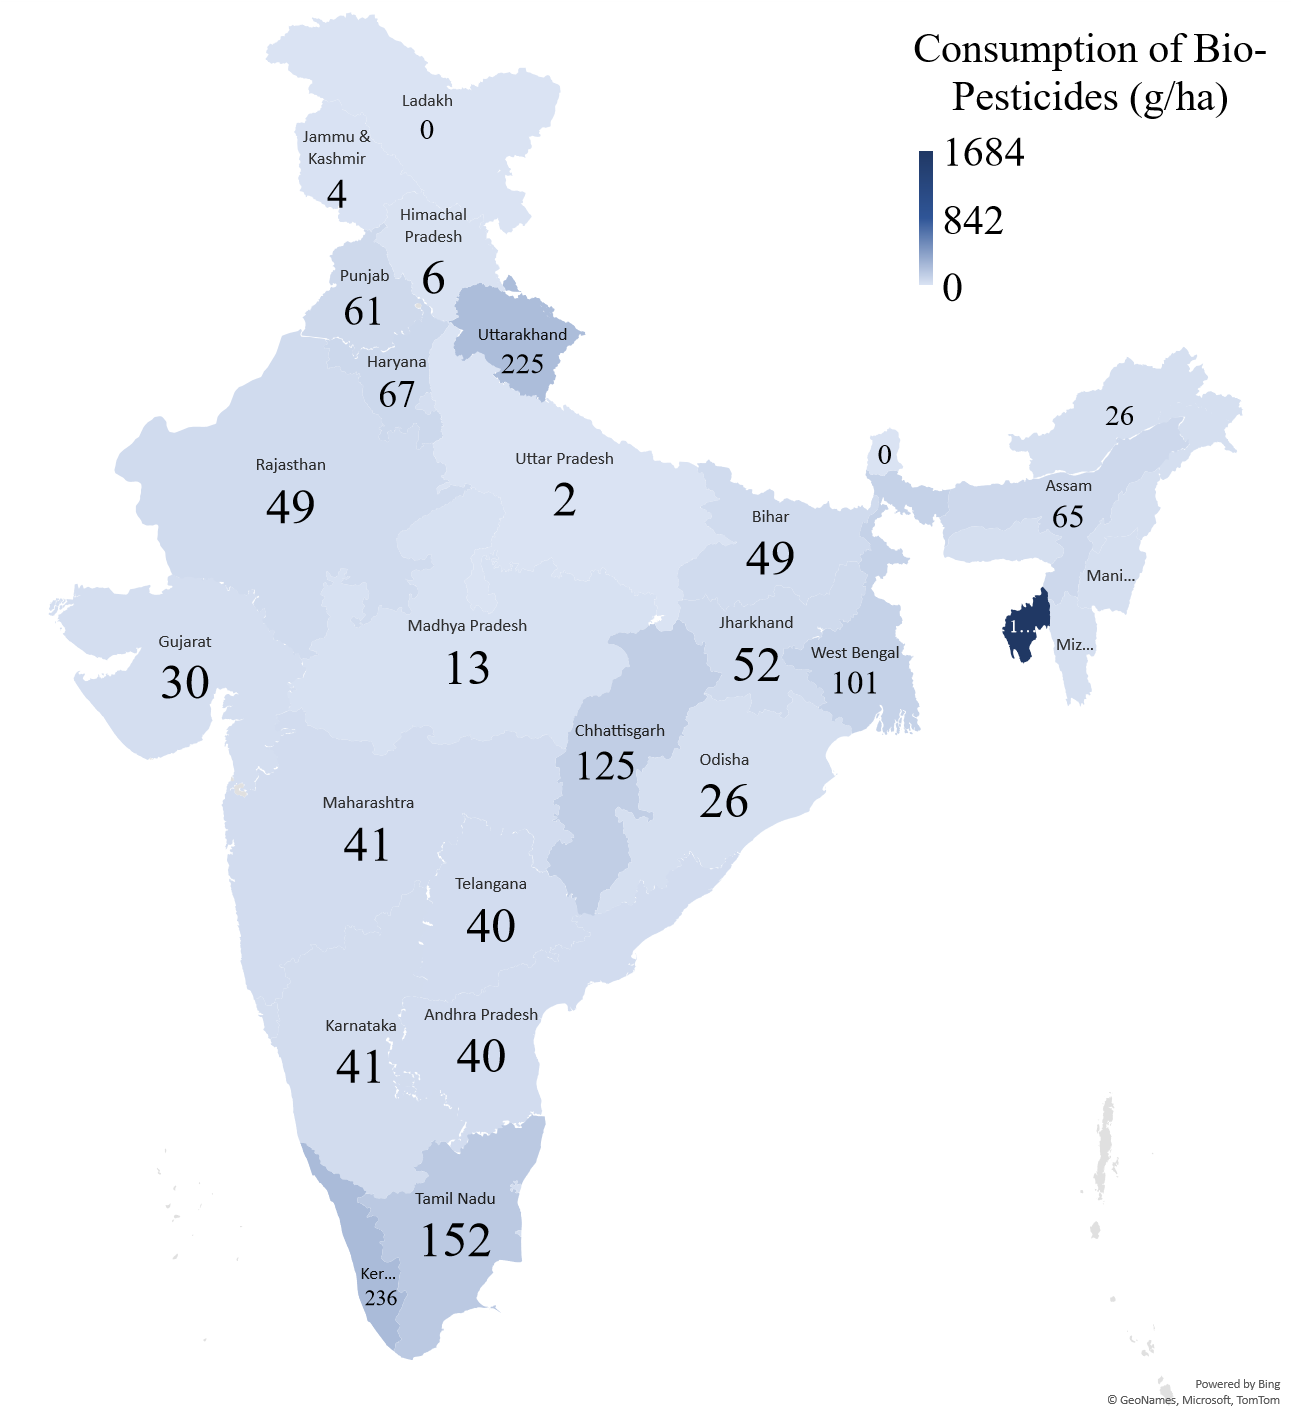 Consumption of Bio-
Pesticides (g/ha)
1684
842
0
Ladakh
0
Jammu &
Kashmir
4
Himachal
Pradesh
6
Punjab
61
Uttarakhand
225
Haryana
67
Rajasthan
49
Uttar Pradesh
2
0
26
Assam
65
Bihar
49
Mani...
1...
Miz...
Gujarat
30
Madhya Pradesh
13
Jharkhand
52
West Bengal
101
Chhattisgarh
125
Odisha
26
Maharashtra
41
Telangana
40
Karnataka
41
Andhra Pradesh
40
Tamil Nadu
152
Ker...
236
Powered by Bing
© GeoNames, Microsoft, TomTom